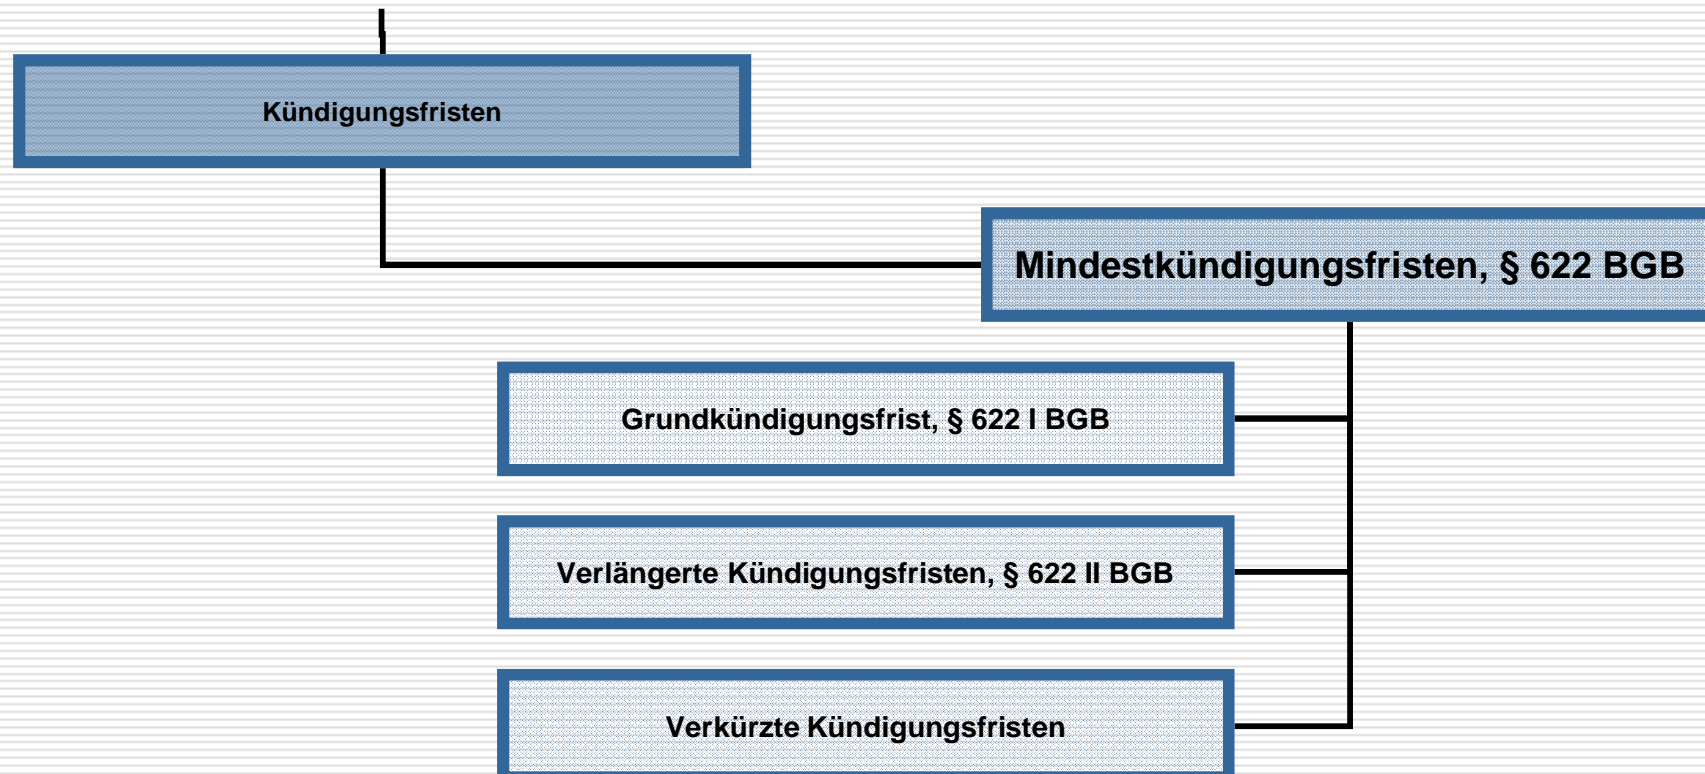 Kündigungsfristen
Mindestkündigungsfristen, § 622 BGB
Grundkündigungsfrist, § 622 I BGB
Verlängerte Kündigungsfristen, § 622 II BGB
Verkürzte Kündigungsfristen